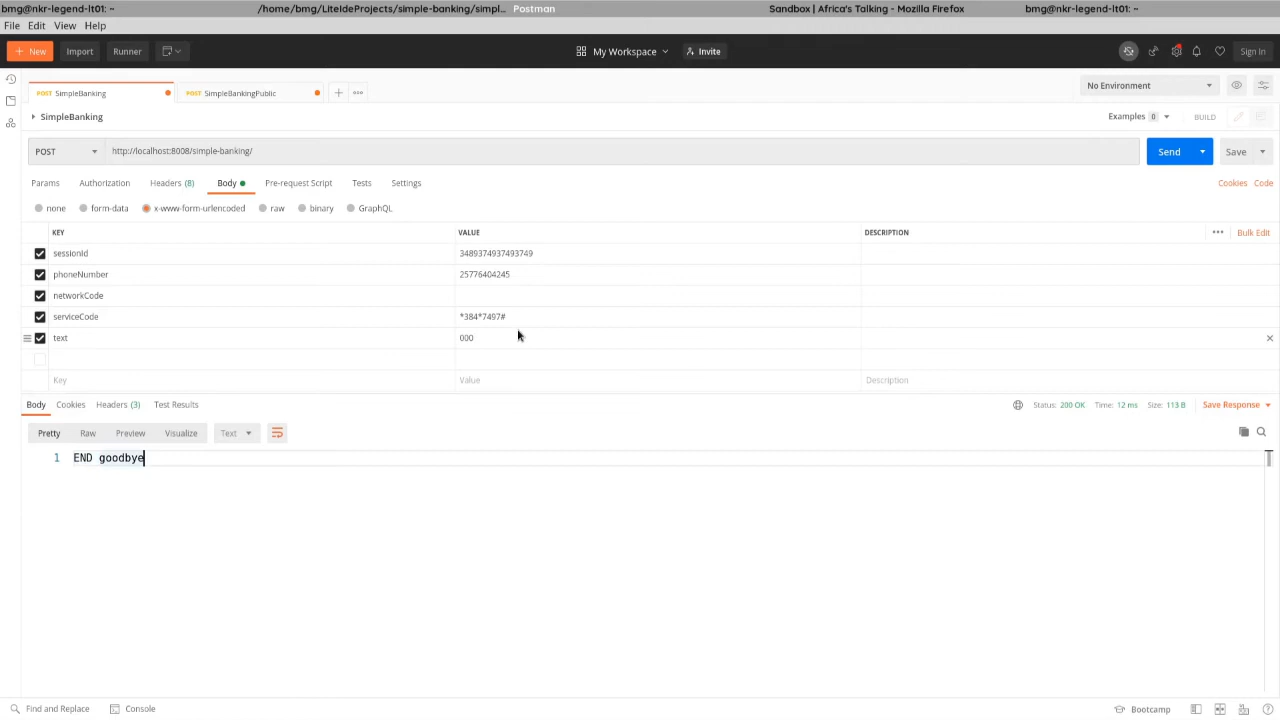 bmg@nkr-legend-lt01: ~ /home/bmg/LiteIdeProjects/simple-banking/simpl... Postman Sandbox | Africa's Talking - Mozilla Firefox bmg@nkr-legend-lt01: ~
File Edit View Help
+ New Import Runner My Workspace Invite Sign In
POST SimpleBanking POST SimpleBankingPublic No Environment
SimpleBanking Examples 0 BUILD
POST http://localhost:8008/simple-banking/ Send Save
Params Authorization Headers (8) Body Pre-request Script Tests Settings Cookies Code
none form-data x-www-form-urlencoded raw binary GraphQL
KEY VALUE DESCRIPTION Bulk Edit
sessionId 3489374937493749
phoneNumber 25776404245
networkCode
serviceCode *384*7497#
text 000
Key Value Description
Body Cookies Headers (3) Test Results Status: 200 OK Time: 12 ms Size: 113 B Save Response
Pretty Raw Preview Visualize Text
1 END goodbye
Find and Replace Console Bootcamp